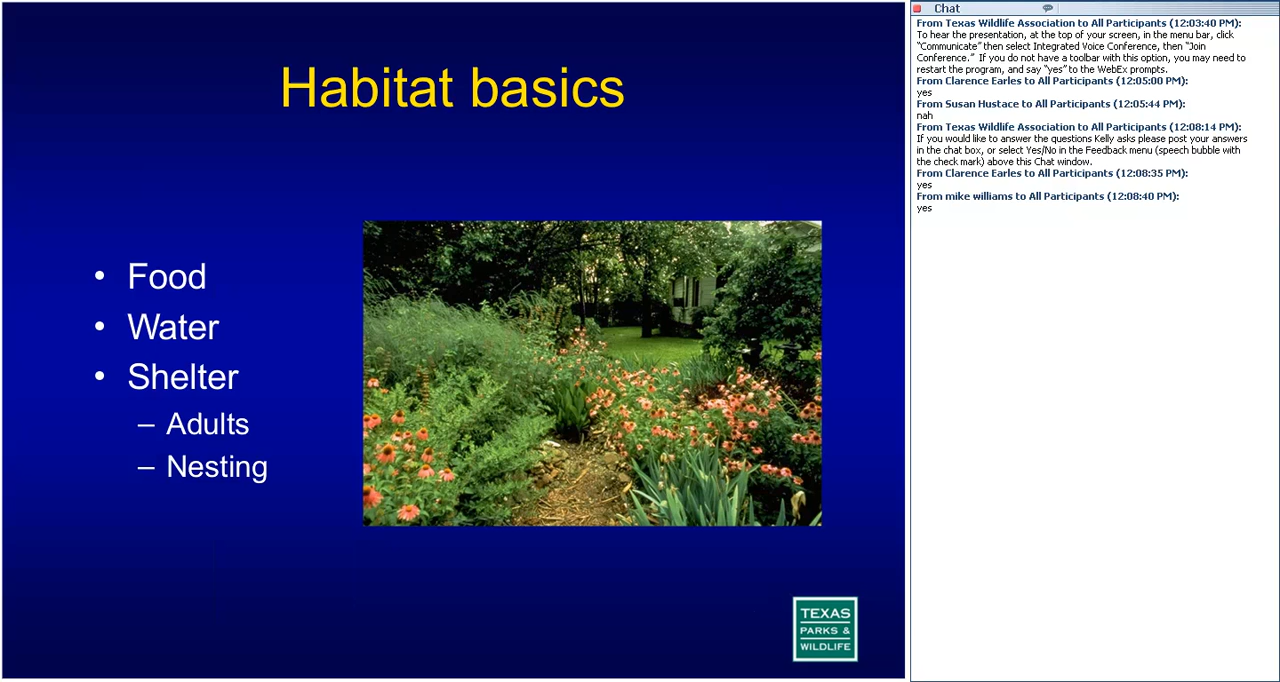 Habitat basics
• Food
• Water
• Shelter
– Adults
– Nesting
TEXAS
PARKS &
WILDLIFE
Chat
From Texas Wildlife Association to All Participants (12:03:40 PM):
To hear the presentation, at the top of your screen, in the menu bar, click
"Communicate" then select Integrated Voice Conference, then "Join
Conference." If you do not have a toolbar with this option, you may need to
restart the program, and say "yes" to the WebEx prompts.
From Clarence Earles to All Participants (12:05:00 PM):
yes
From Susan Hustace to All Participants (12:05:44 PM):
nah
From Texas Wildlife Association to All Participants (12:08:14 PM):
If you would like to answer the questions Kelly asks please post your answers
in the chat box, or select Yes/No in the Feedback menu (speech bubble with
the check mark) above this Chat window.
From Clarence Earles to All Participants (12:08:35 PM):
yes
From mike williams to All Participants (12:08:40 PM):
yes